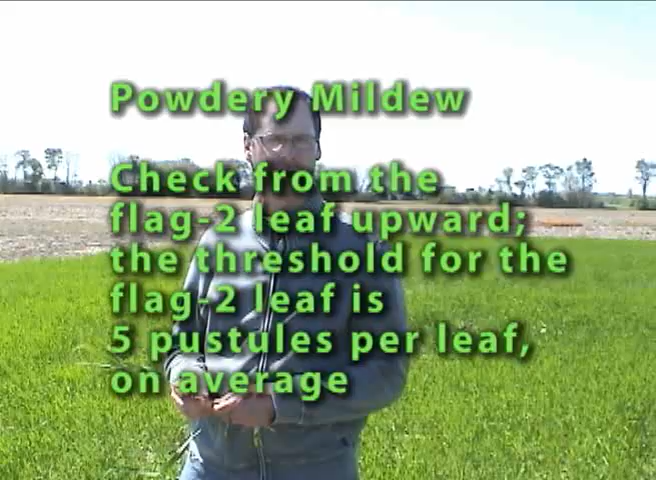 Powdery Mildew
Check from the
flag-2 leaf upward;
the threshold for the
flag-2 leaf is
5 pustules per leaf,
on average